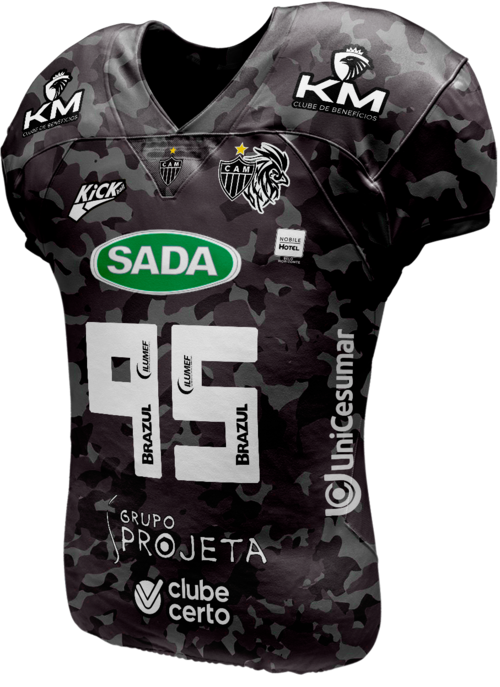 KM
CLUBE DE BENEFÍCIOS
KM
CLUBE DE BENEFÍCIOS
CAM
CAM
KiCK
NOBILE
HOTEL
SADA
95
ILUMEF
BRAZUL
ILUMEF
BRAZUL
UniCesumar
GRUPO
PROJETA
clube
certo